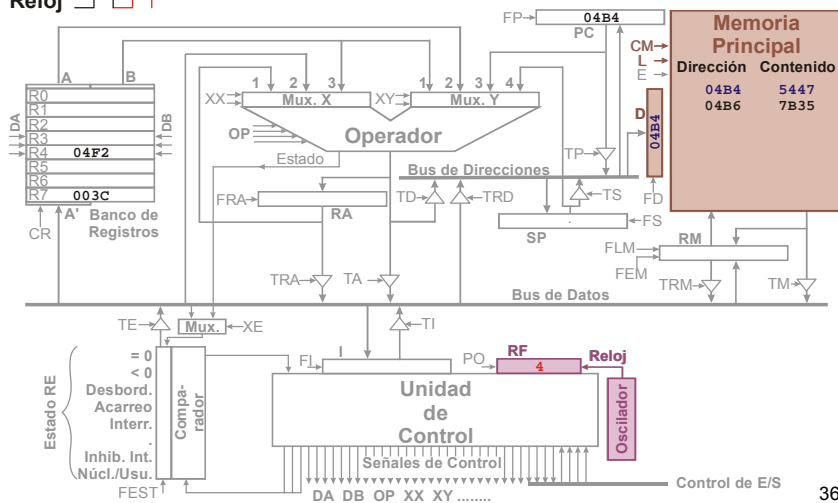 Reloj
FP
04B4
PC
Memoria
Principal
Dirección Contenido
04B4 5447
04B6 7B35
CM
L
E
D
04B4
FD
A B
R0
R1
R2
R3
R4 04F2
R5
R6
R7 003C
DA
DB
A'
CR
Banco de
Registros
1 2 3 1 2 3 4
XX
Mux. X
XY
Mux. Y
OP
Operador
Estado
TP
Bus de Direcciones
FRA
RA
TD
TRD
TS
SP
FS
FLM
FEM
RM
TRA
TA
TRM
TM
Bus de Datos
TE
Mux.
XE
TI
I
FI
PO
RF
4
Reloj
Oscilador
Estado RE
= 0
< 0
Desbord.
Acarreo
Interr.
.
Inhib. Int.
Núcl./Usu.
FEST
Compa-
rador
Unidad
de
Control
Señales de Control
DA DB OP XX XY ........
Control de E/S
36